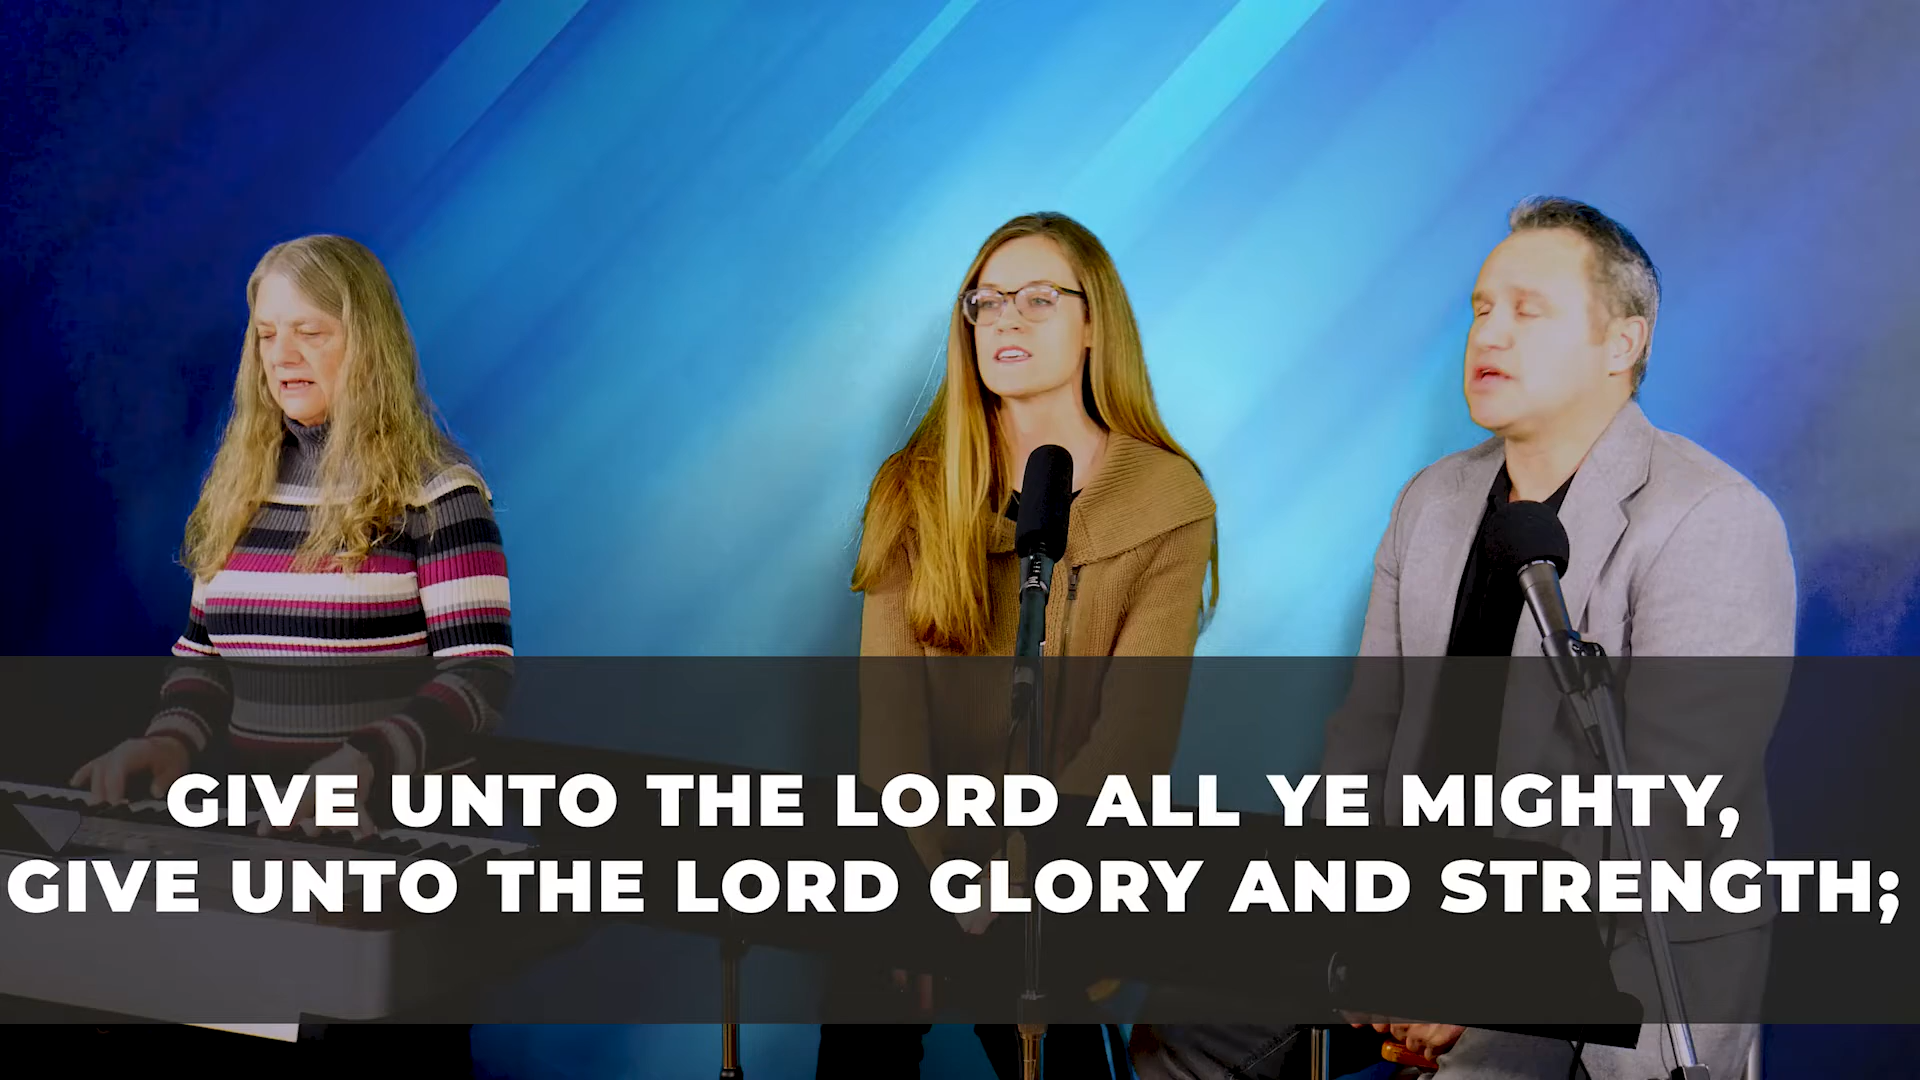 GIVE UNTO THE LORD ALL YE MIGHTY,
GIVE UNTO THE LORD GLORY AND STRENGTH;